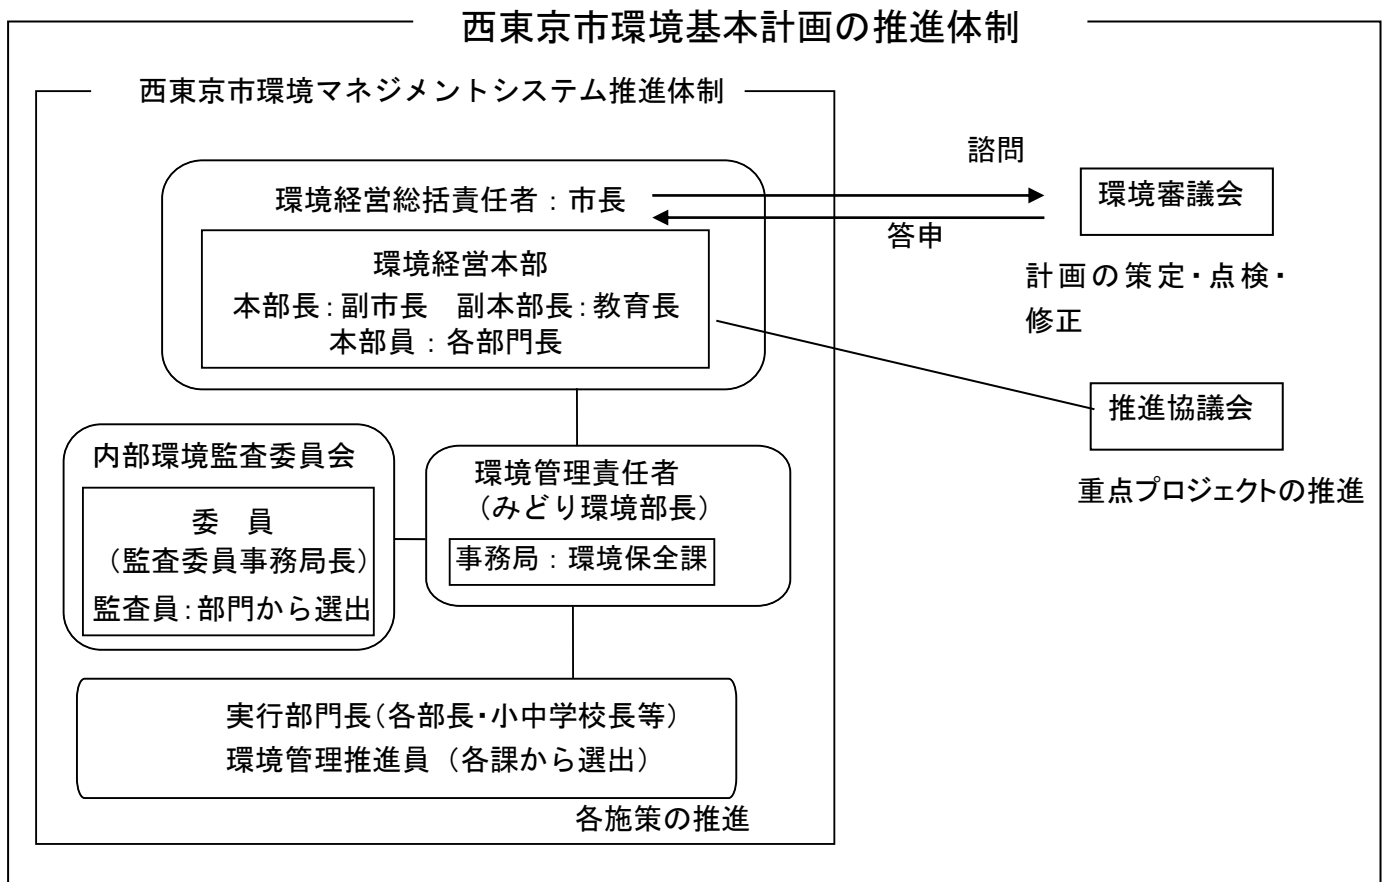 西東京市環境基本計画の推進体制
西東京市環境マネジメントシステム推進体制
環境経営総括責任者：市長
環境経営本部
本部長：副市長　副本部長：教育長
本部員：各部門長
諮問
答申
環境審議会
計画の策定・点検・
修正
推進協議会
重点プロジェクトの推進
内部環境監査委員会
委　員
（監査委員事務局長）
監査員：部門から選出
環境管理責任者
（みどり環境部長）
事務局：環境保全課
実行部門長（各部長・小中学校長等）
環境管理推進員（各課から選出）
各施策の推進